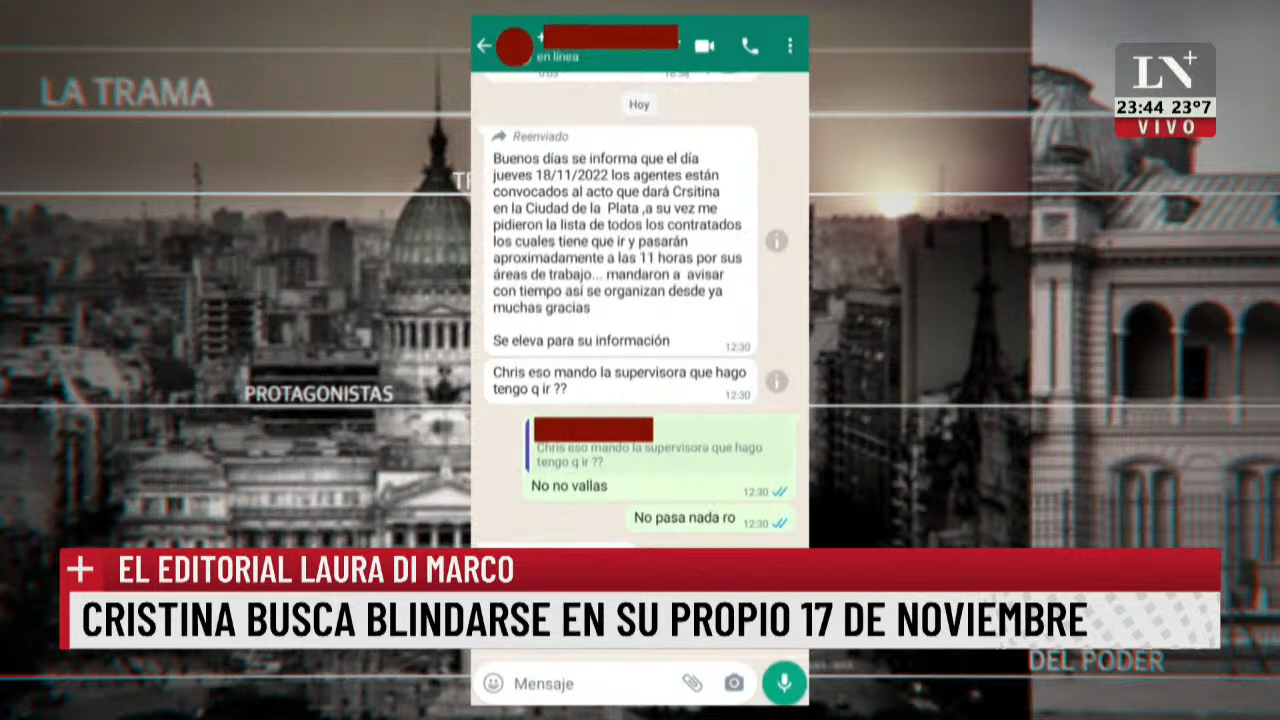 LA TRAMA
en línea
LN+
23:44 23º7
VIVO
Hoy
Reenviado
Buenos días se informa que el día
jueves 18/11/2022 los agentes están
convocados al acto que dará Crsitina
en la Ciudad de la Plata ,a su vez me
pidieron la lista de todos los contratados
los cuales tiene que ir y pasarán
aproximadamente a las 11 horas por sus
áreas de trabajo... mandaron a avisar
con tiempo así se organizan desde ya
muchas gracias
Se eleva para su información
12:30
Chris eso mando la supervisora que hago
tengo q ir ??
12:30
PROTAGONISTAS
Chris eso mando la supervisora que hago
tengo q ir ??
No no vallas
12:30
No pasa nada ro
12:30
+ EL EDITORIAL LAURA DI MARCO
CRISTINA BUSCA BLINDARSE EN SU PROPIO 17 DE NOVIEMBRE
DEL PODER
Mensaje